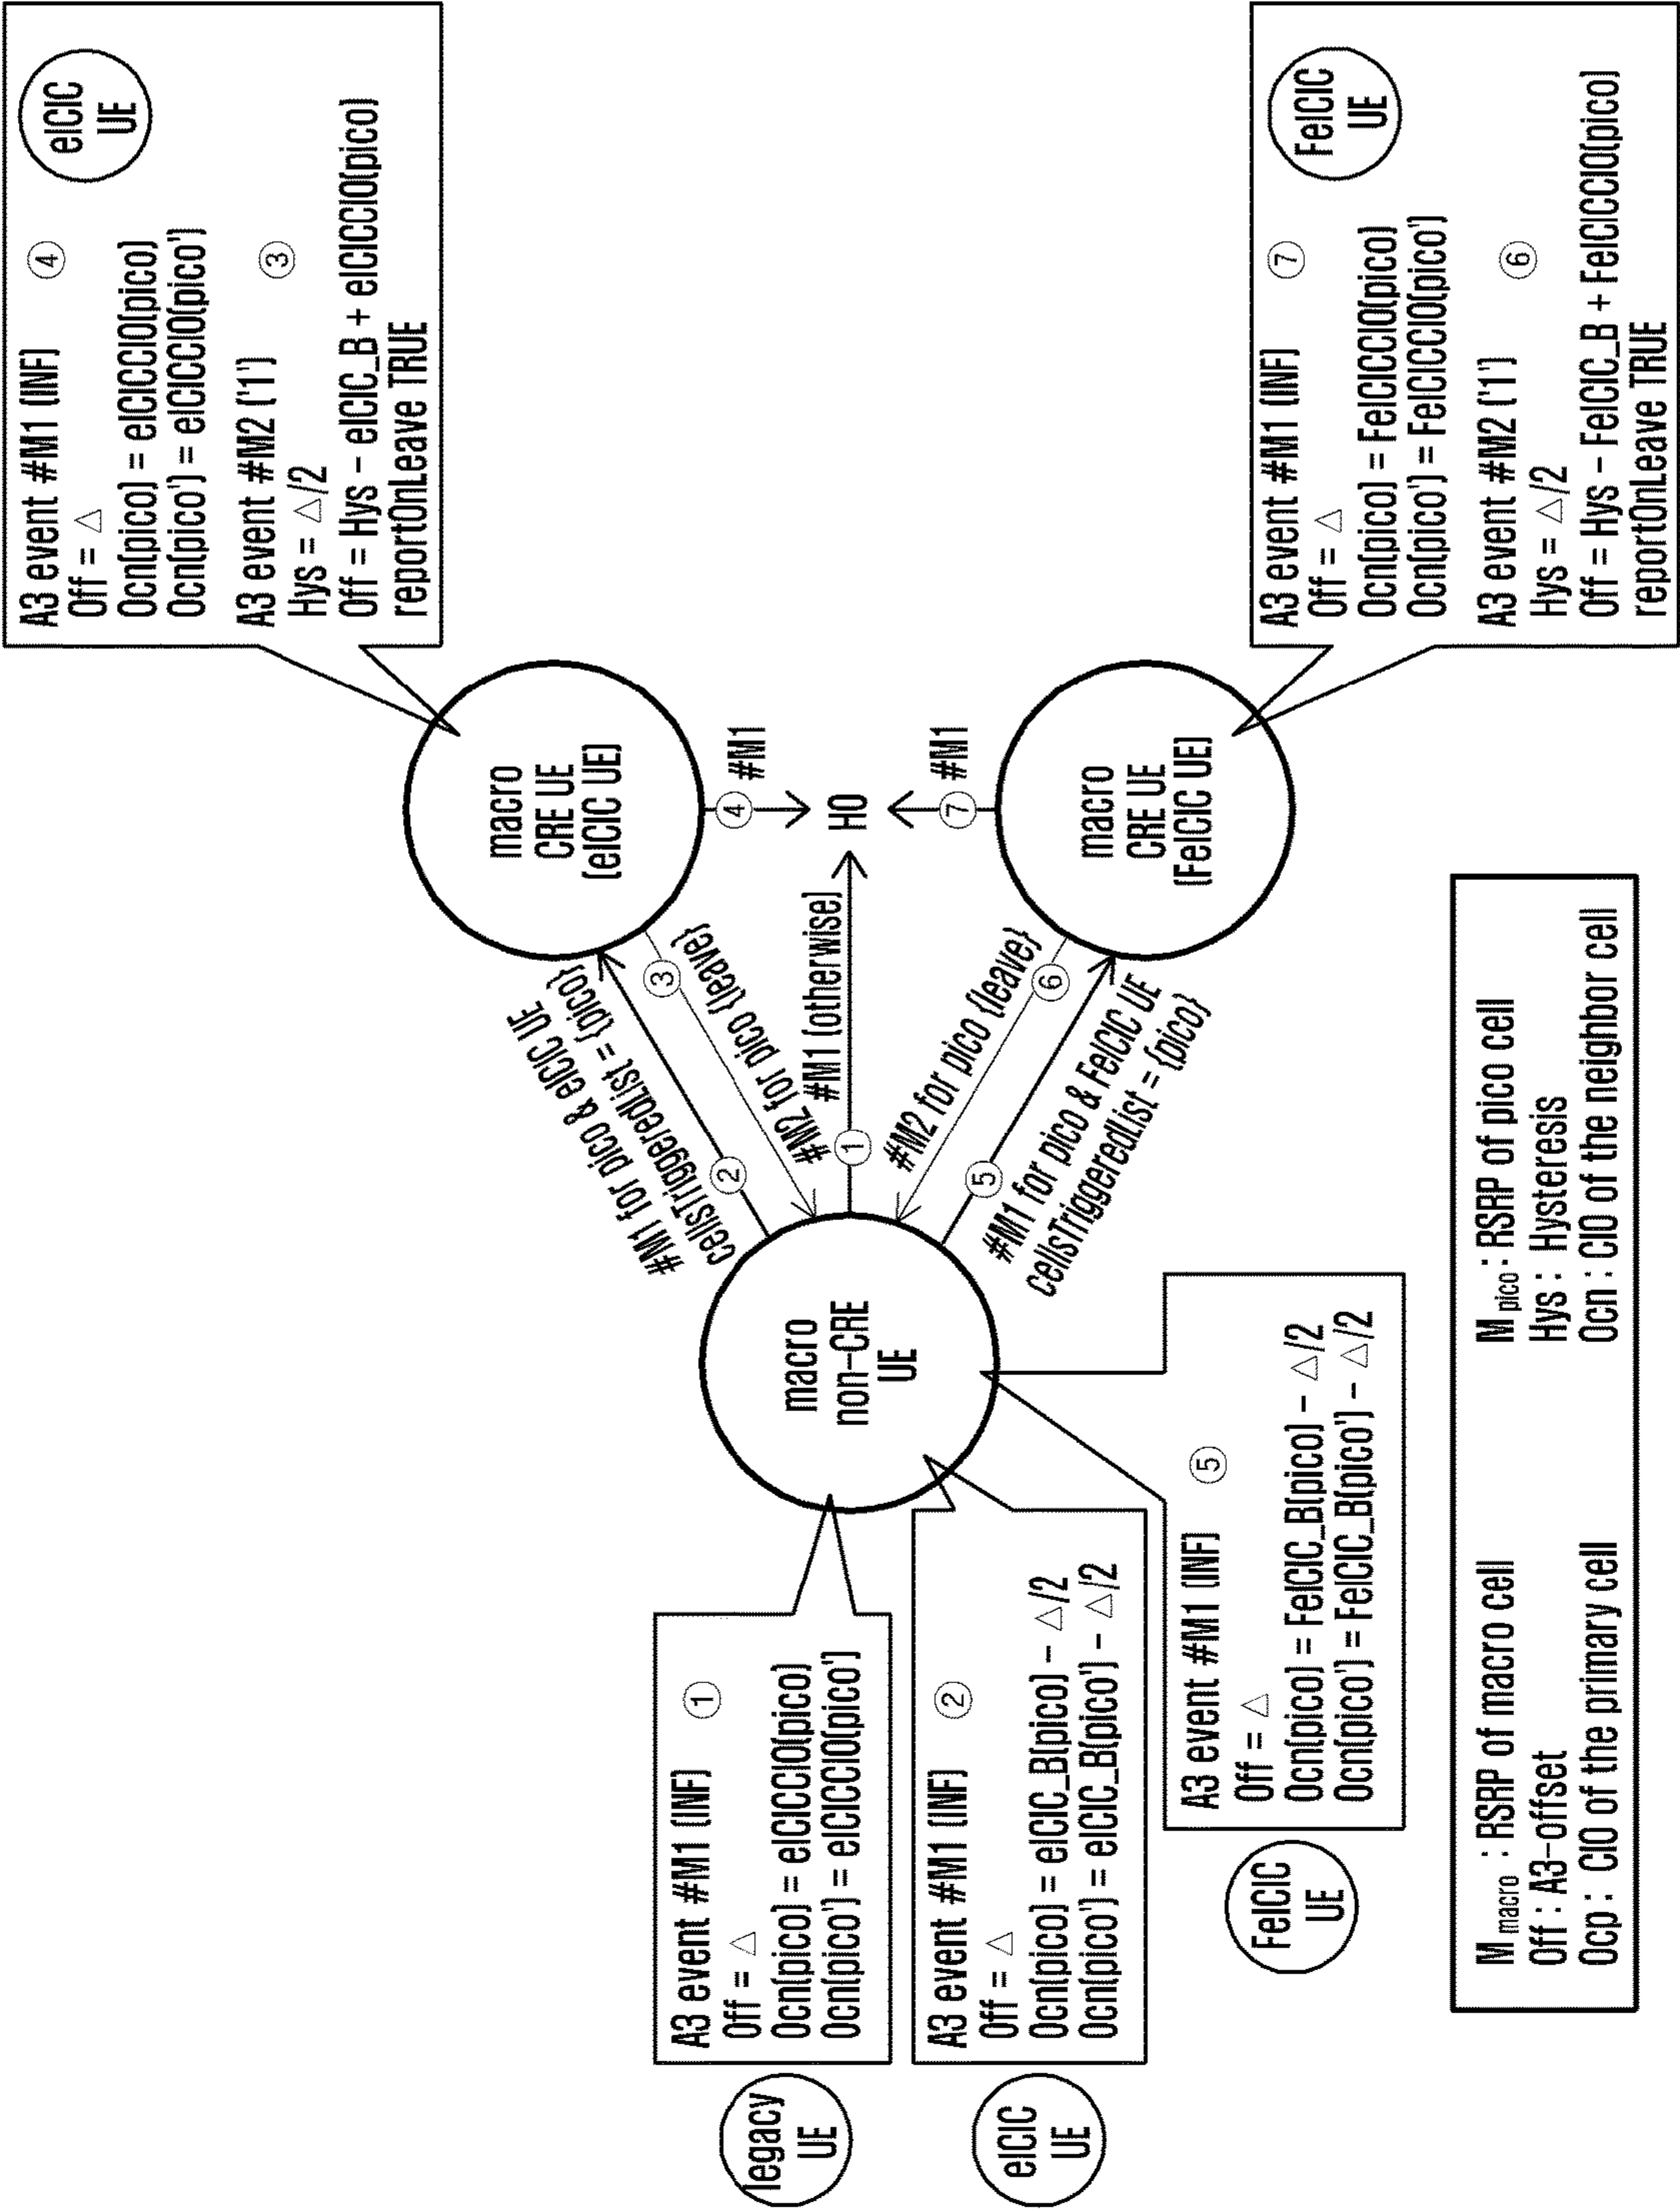 legacy
UE
A3 event #M1 (INF) ①
Off = △
Ocn(pico) = eICICCIO(pico)
Ocn(pico') = eICICCIO(pico')
eICIC
UE
A3 event #M1 (INF) ②
Off = △
Ocn(pico) = eICIC_B(pico) - △/2
Ocn(pico') = eICIC_B(pico') - △/2
FeICIC
UE
A3 event #M1 (INF) ⑤
Off = △
Ocn(pico) = FeICIC_B(pico) - △/2
Ocn(pico') = FeICIC_B(pico') - △/2
macro
non-CRE
UE
#M1 for pico & eICIC UE
cellsTriggeredList = {pico}
②
③
#M2 for pico {leave}
#M1 (otherwise)
①
HO
#M2 for pico {leave}
⑥
⑤
#M1 for pico & FeICIC UE
cellsTriggeredList = {pico}
macro
CRE UE
(eICIC UE)
④ #M1
⑦ #M1
macro
CRE UE
(FeICIC UE)
eICIC
UE
A3 event #M1 (INF) ④
Off = △
Ocn(pico) = eICICCIO(pico)
Ocn(pico') = eICICCIO(pico')
A3 event #M2 ('1') ③
Hys = △/2
Off = Hys - eICIC_B + eICICCIO(pico)
reportOnLeave TRUE
FeICIC
UE
A3 event #M1 (INF) ⑦
Off = △
Ocn(pico) = FeICICCIO(pico)
Ocn(pico') = FeICICCIO(pico')
A3 event #M2 ('1') ⑥
Hys = △/2
Off = Hys - FeICIC_B + FeICICCIO(pico)
reportOnLeave TRUE
Mmacro : RSRP of macro cell
Off : A3-offset
Ocp : CIO of the primary cell
Mpico : RSRP of pico cell
Hys : Hysteresis
Ocn : CIO of the neighbor cell